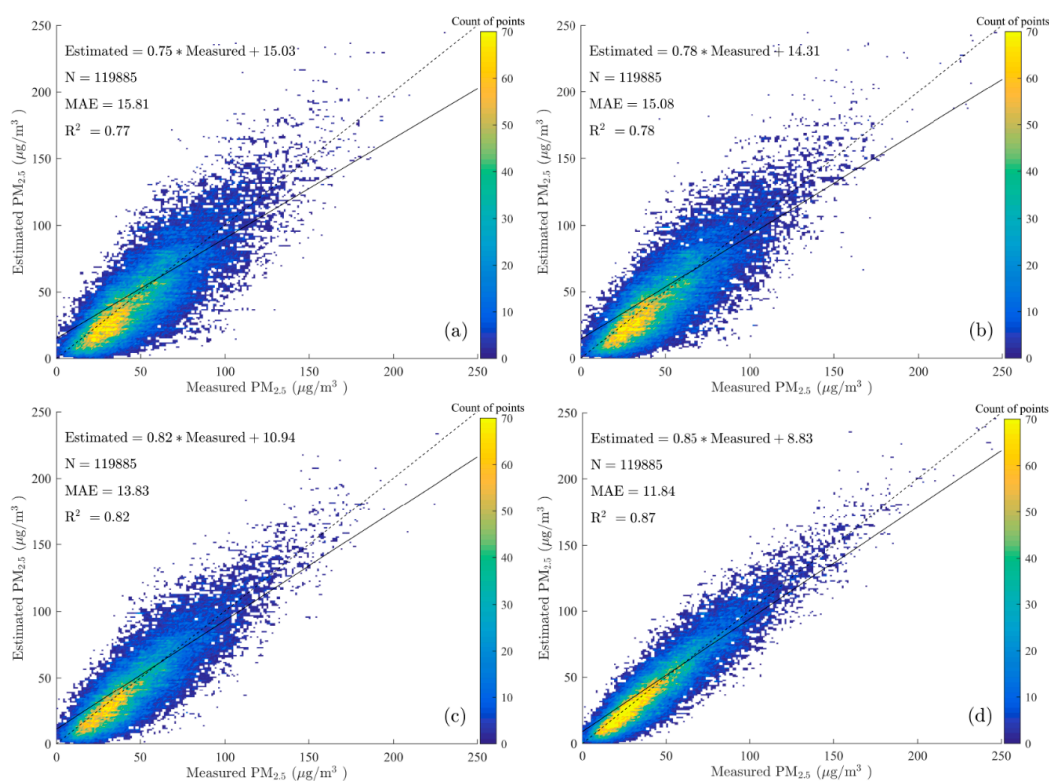 Count of points
250
200
150
100
50
0
Estimated PM2.5 (μg/m³)
Estimated = 0.75 * Measured + 15.03
N = 119885
MAE = 15.81
R² = 0.77
(a)
70
60
50
40
30
20
10
0
0 50 100 150 200 250
Measured PM2.5 (μg/m³ )
Count of points
250
200
150
100
50
0
Estimated PM2.5 (μg/m³ )
Estimated = 0.78 * Measured + 14.31
N = 119885
MAE = 15.08
R² = 0.78
(b)
70
60
50
40
30
20
10
0
0 50 100 150 200 250
Measured PM2.5 (μg/m³ )
Count of points
250
200
150
100
50
0
Estimated PM2.5 (μg/m³ )
Estimated = 0.82 * Measured + 10.94
N = 119885
MAE = 13.83
R² = 0.82
(c)
70
60
50
40
30
20
10
0
0 50 100 150 200 250
Measured PM2.5 (μg/m³ )
Count of points
250
200
150
100
50
0
Estimated PM2.5 (μg/m³ )
Estimated = 0.85 * Measured + 8.83
N = 119885
MAE = 11.84
R² = 0.87
(d)
70
60
50
40
30
20
10
0
0 50 100 150 200 250
Measured PM2.5 (μg/m³ )